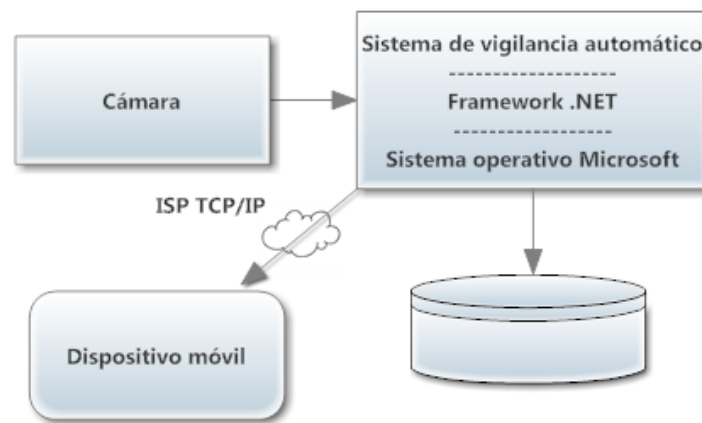 Sistema de vigilancia automático
-------------------
Cámara
Framework .NET
-----------------
Sistema operativo Microsoft
ISP TCP/IP
Dispositivo móvil